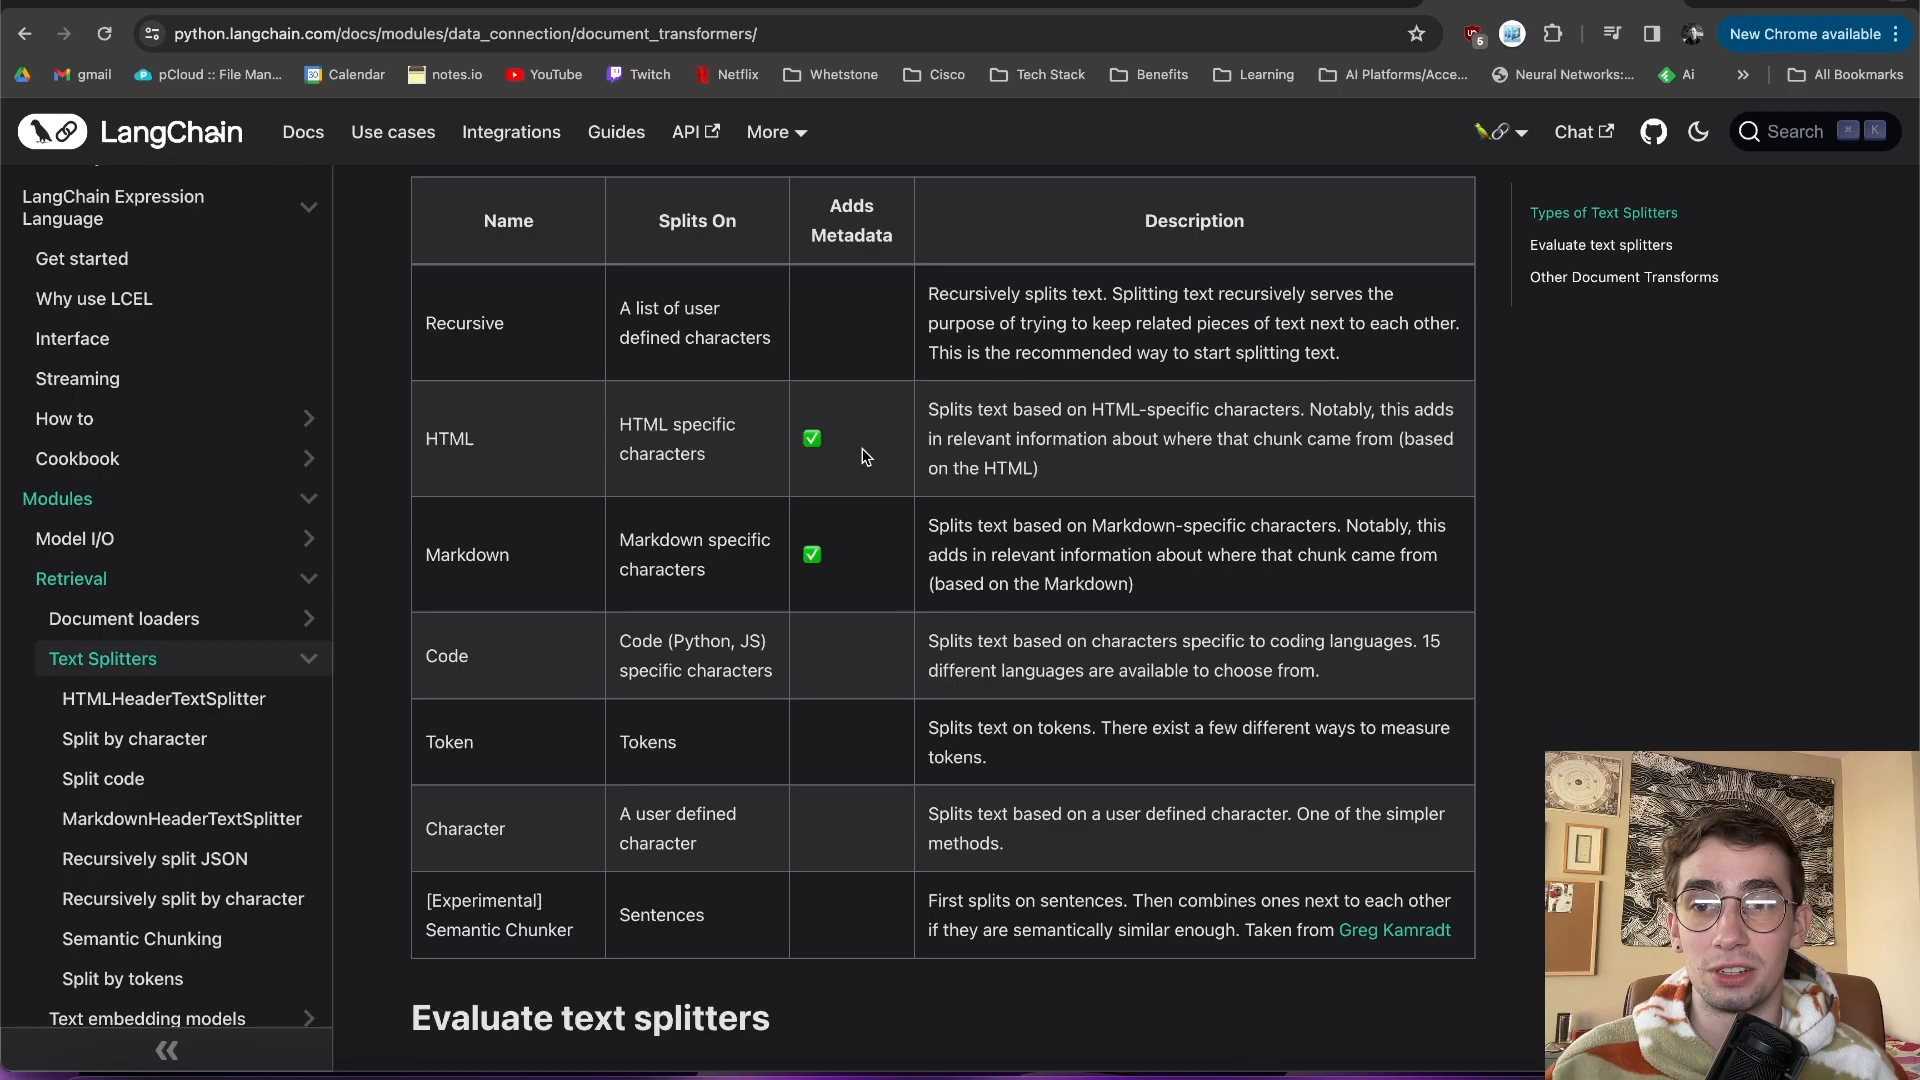 python.langchain.com/docs/modules/data_connection/document_transformers/
5
New Chrome available
gmail
pCloud :: File Man...
30
Calendar
notes.io
YouTube
Twitch
Netflix
Whetstone
Cisco
Tech Stack
Benefits
Learning
AI Platforms/Acce...
Neural Networks:...
Ai
All Bookmarks
LangChain
Docs
Use cases
Integrations
Guides
API
More
Chat
Search
⌘ K
LangChain Expression
Language
Get started
Why use LCEL
Interface
Streaming
How to
Cookbook
Modules
Model I/O
Retrieval
Document loaders
Text Splitters
HTMLHeaderTextSplitter
Split by character
Split code
MarkdownHeaderTextSplitter
Recursively split JSON
Recursively split by character
Semantic Chunking
Split by tokens
Text embedding models
Name
Splits On
Adds
Metadata
Description
Recursive
A list of user
defined characters
Recursively splits text. Splitting text recursively serves the
purpose of trying to keep related pieces of text next to each other.
This is the recommended way to start splitting text.
HTML
HTML specific
characters
✅
Splits text based on HTML-specific characters. Notably, this adds
in relevant information about where that chunk came from (based
on the HTML)
Markdown
Markdown specific
characters
✅
Splits text based on Markdown-specific characters. Notably, this
adds in relevant information about where that chunk came from
(based on the Markdown)
Code
Code (Python, JS)
specific characters
Splits text based on characters specific to coding languages. 15
different languages are available to choose from.
Token
Tokens
Splits text on tokens. There exist a few different ways to measure
tokens.
Character
A user defined
character
Splits text based on a user defined character. One of the simpler
methods.
[Experimental]
Semantic Chunker
Sentences
First splits on sentences. Then combines ones next to each other
if they are semantically similar enough. Taken from Greg Kamradt
Evaluate text splitters
Types of Text Splitters
Evaluate text splitters
Other Document Transforms